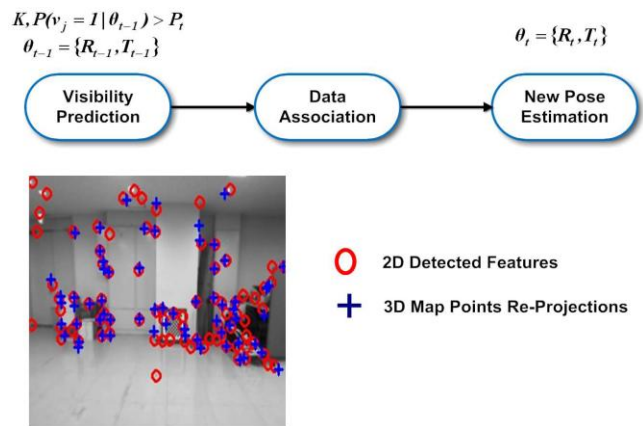 K, P(v_j = 1 | θ_{t-1}) > P_t
θ_{t-1} = {R_{t-1}, T_{t-1}}
θ_t = {R_t, T_t}
Visibility
Prediction
Data
Association
New Pose
Estimation
2D Detected Features
3D Map Points Re-Projections